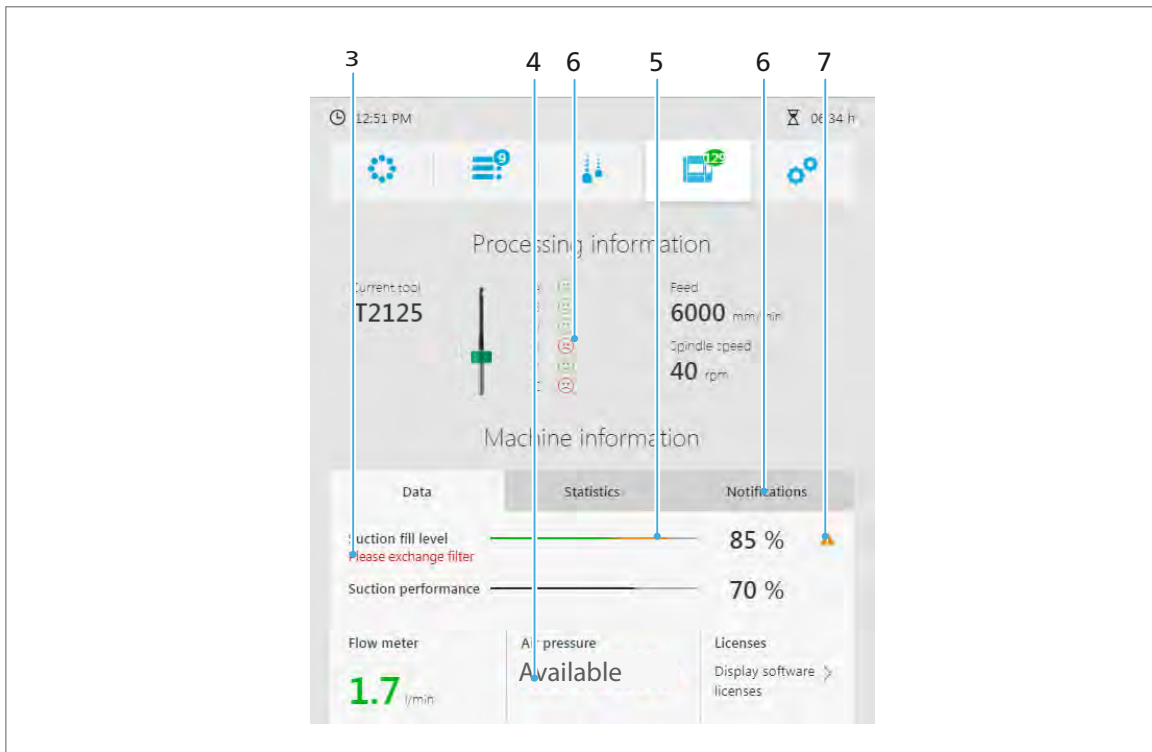 3 4 6 5 6 7
12:51 PM 06:34 h
9 129
Processing information
Current tool Feed
T2125 6000 mm/min
Spindle speed
40 rpm
Machine information
Data Statistics Notifications
Suction fill level 85 %
Please exchange filter
Suction performance 70 %
Flow meter Air pressure Licenses
1.7 l/min Available Display software
licenses